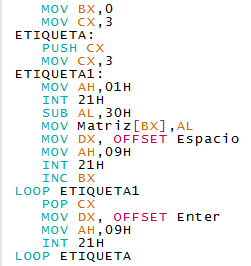 MOV BX,0
MOV CX,3
ETIQUETA:
PUSH CX
MOV CX,3
ETIQUETA1:
MOV AH,01H
INT 21H
SUB AL,30H
MOV Matriz[BX],AL
MOV DX, OFFSET Espacio
MOV AH,09H
INT 21H
INC BX
LOOP ETIQUETA1
POP CX
MOV DX, OFFSET Enter
MOV AH,09H
INT 21H
LOOP ETIQUETA